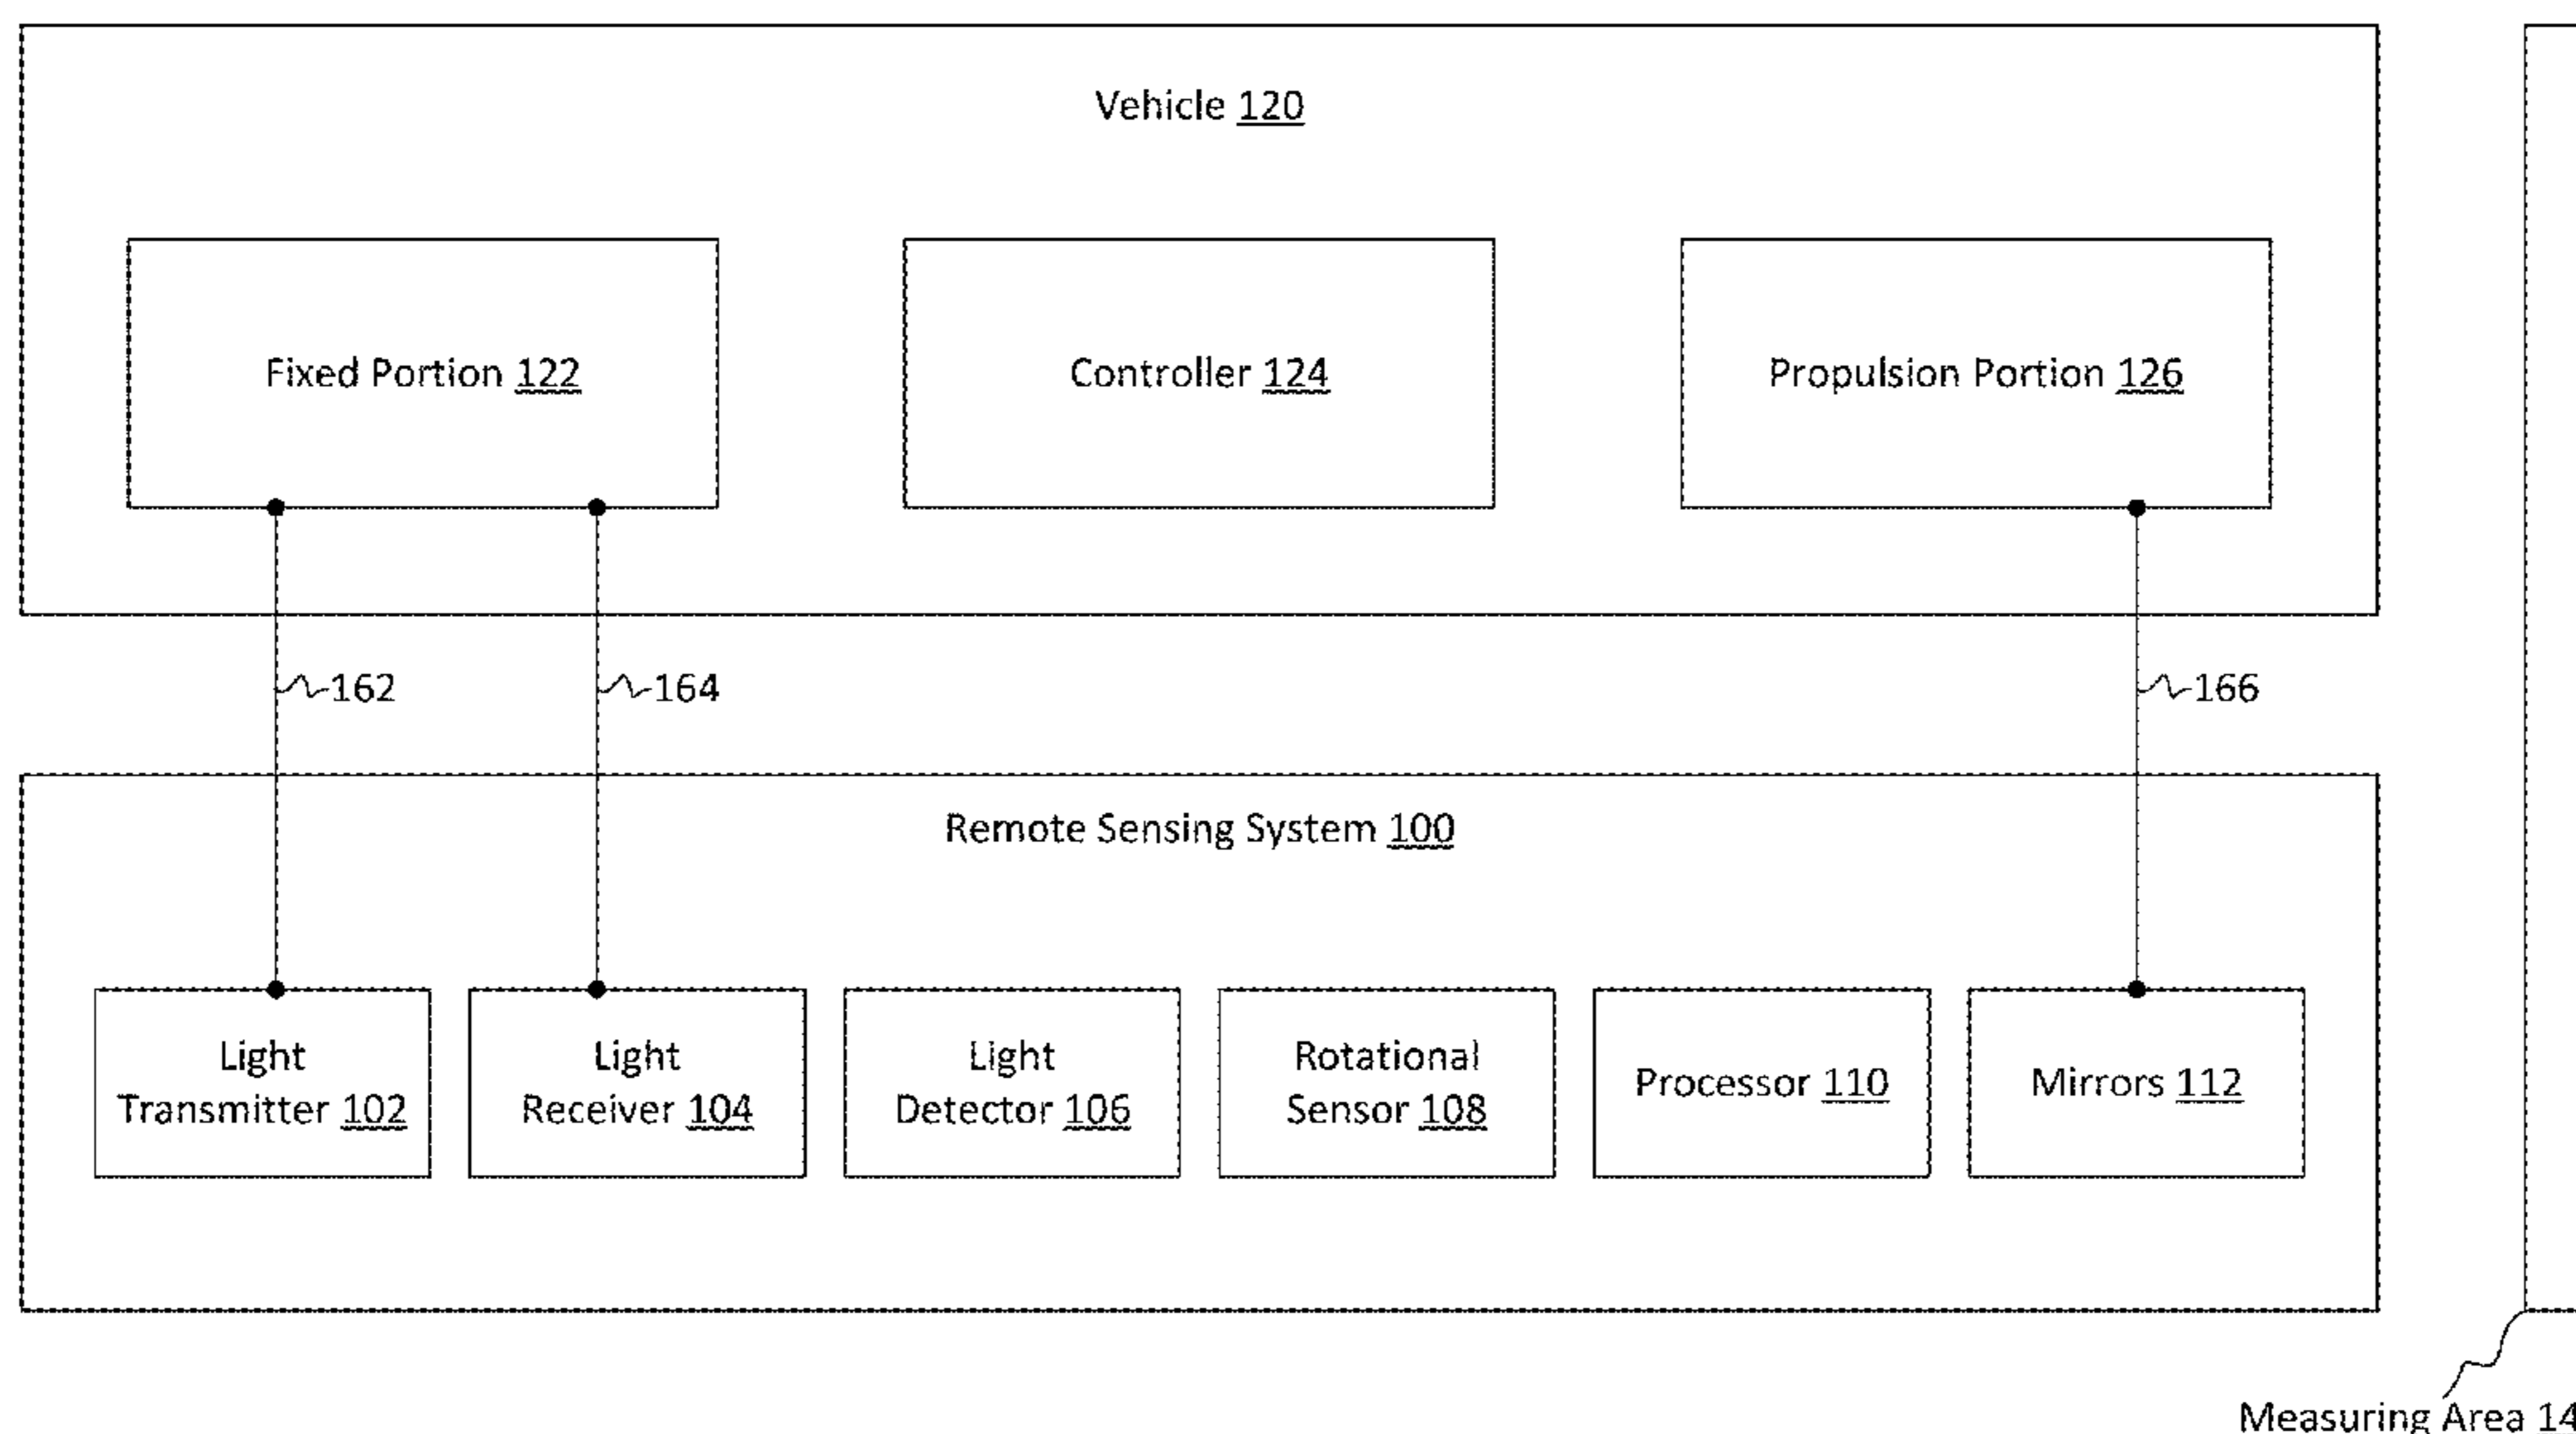 Vehicle 120
Fixed Portion 122
Controller 124
Propulsion Portion 126
162
164
166
Remote Sensing System 100
Light
Transmitter 102
Light
Receiver 104
Light
Detector 106
Rotational
Sensor 108
Processor 110
Mirrors 112
Measuring Area